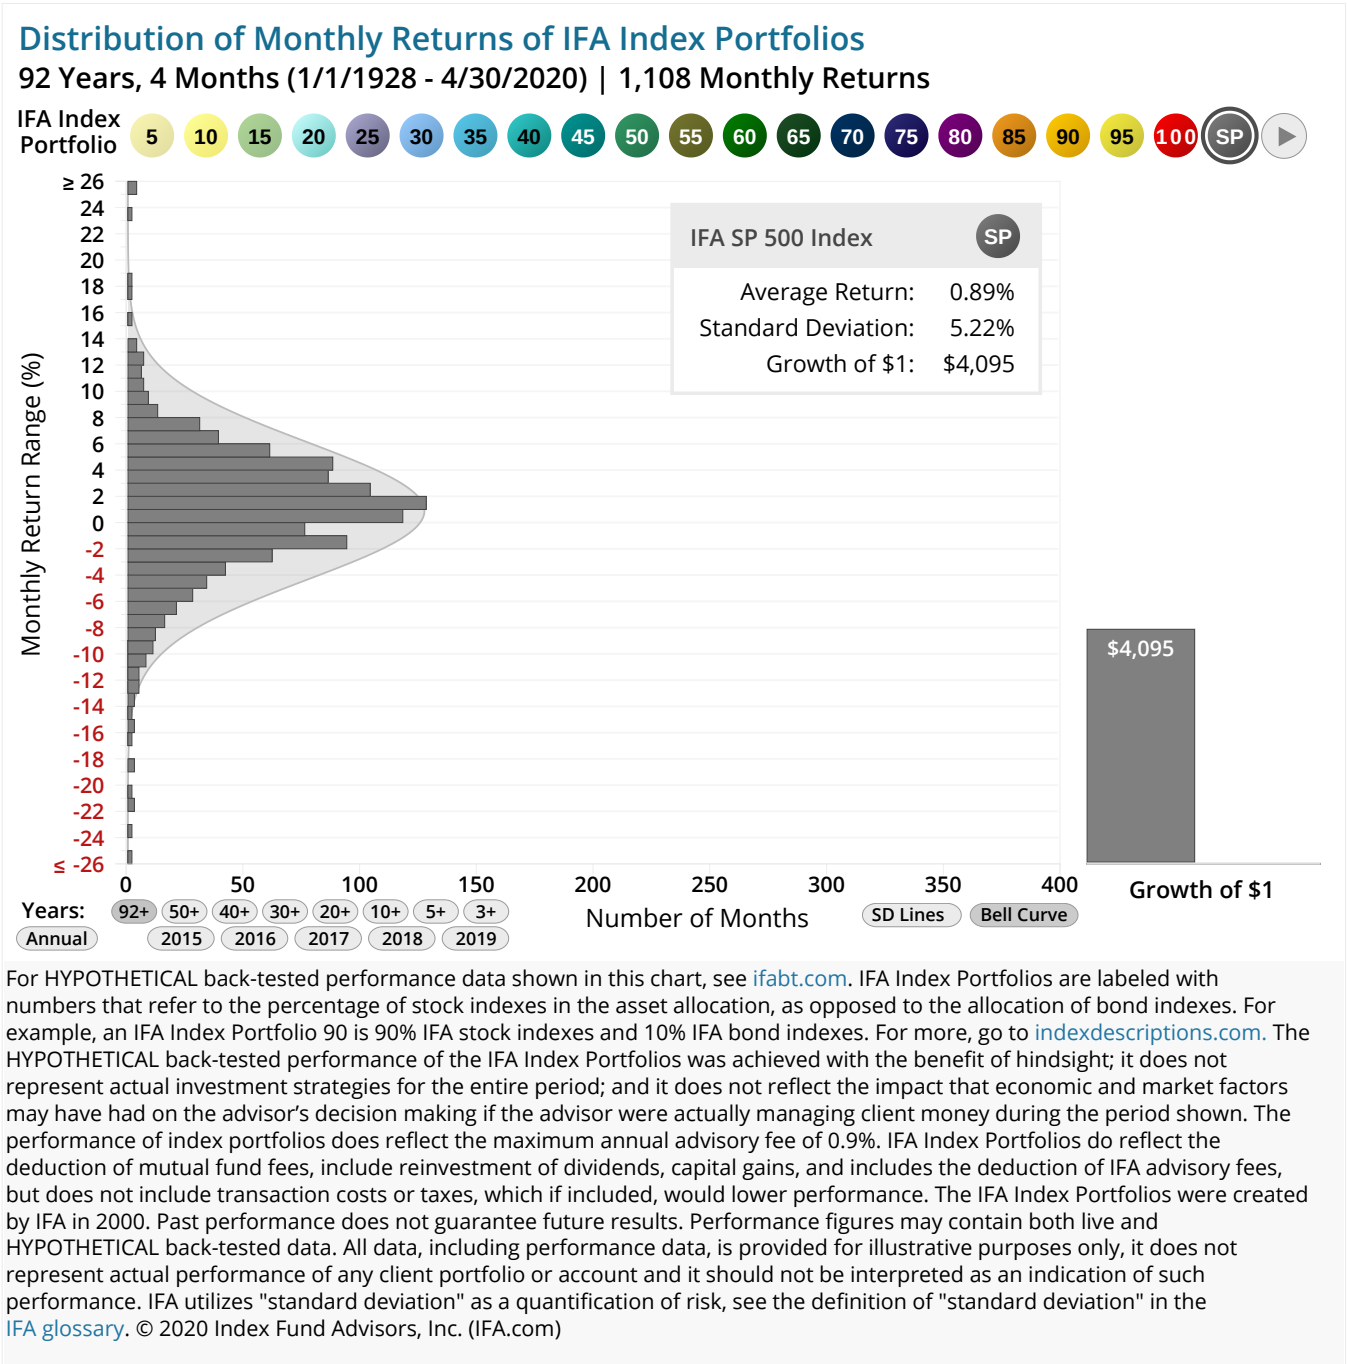 Distribution of Monthly Returns of IFA Index Portfolios
92 Years, 4 Months (1/1/1928 - 4/30/2020) | 1,108 Monthly Returns
IFA Index
Portfolio
5 10 15 20 25 30 35 40 45 50 55 60 65 70 75 80 85 90 95 100 SP
≥ 26
24
22
20
18
16
14
12
10
8
6
4
2
0
-2
-4
-6
-8
-10
-12
-14
-16
-18
-20
-22
-24
≤ -26
Monthly Return Range (%)
IFA SP 500 Index SP
Average Return: 0.89%
Standard Deviation: 5.22%
Growth of $1: $4,095
$4,095
0 50 100 150 200 250 300 350 400
Growth of $1
Years: 92+ 50+ 40+ 30+ 20+ 10+ 5+ 3+
Number of Months
SD Lines Bell Curve
Annual 2015 2016 2017 2018 2019
For HYPOTHETICAL back-tested performance data shown in this chart, see ifabt.com. IFA Index Portfolios are labeled with
numbers that refer to the percentage of stock indexes in the asset allocation, as opposed to the allocation of bond indexes. For
example, an IFA Index Portfolio 90 is 90% IFA stock indexes and 10% IFA bond indexes. For more, go to indexdescriptions.com. The
HYPOTHETICAL back-tested performance of the IFA Index Portfolios was achieved with the benefit of hindsight; it does not
represent actual investment strategies for the entire period; and it does not reflect the impact that economic and market factors
may have had on the advisor’s decision making if the advisor were actually managing client money during the period shown. The
performance of index portfolios does reflect the maximum annual advisory fee of 0.9%. IFA Index Portfolios do reflect the
deduction of mutual fund fees, include reinvestment of dividends, capital gains, and includes the deduction of IFA advisory fees,
but does not include transaction costs or taxes, which if included, would lower performance. The IFA Index Portfolios were created
by IFA in 2000. Past performance does not guarantee future results. Performance figures may contain both live and
HYPOTHETICAL back-tested data. All data, including performance data, is provided for illustrative purposes only, it does not
represent actual performance of any client portfolio or account and it should not be interpreted as an indication of such
performance. IFA utilizes "standard deviation" as a quantification of risk, see the definition of "standard deviation" in the
IFA glossary. © 2020 Index Fund Advisors, Inc. (IFA.com)